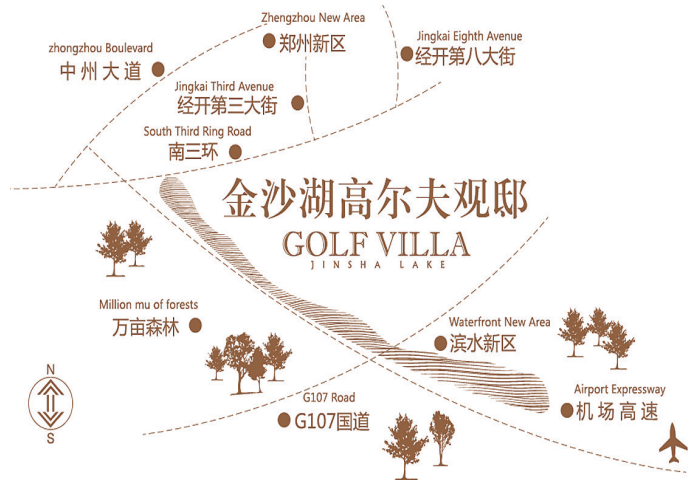 Zhengzhou New Area
郑州新区
Jingkai Eighth Avenue
经开第八大街
zhongzhou Boulevard
中州大道
Jingkai Third Avenue
经开第三大街
South Third Ring Road
南三环
金沙湖高尔夫观邸
GOLF VILLA
JINSHA LAKE
Million mu of forests
万亩森林
Waterfront New Area
滨水新区
Airport Expressway
机场高速
G107 Road
G107国道
N
S